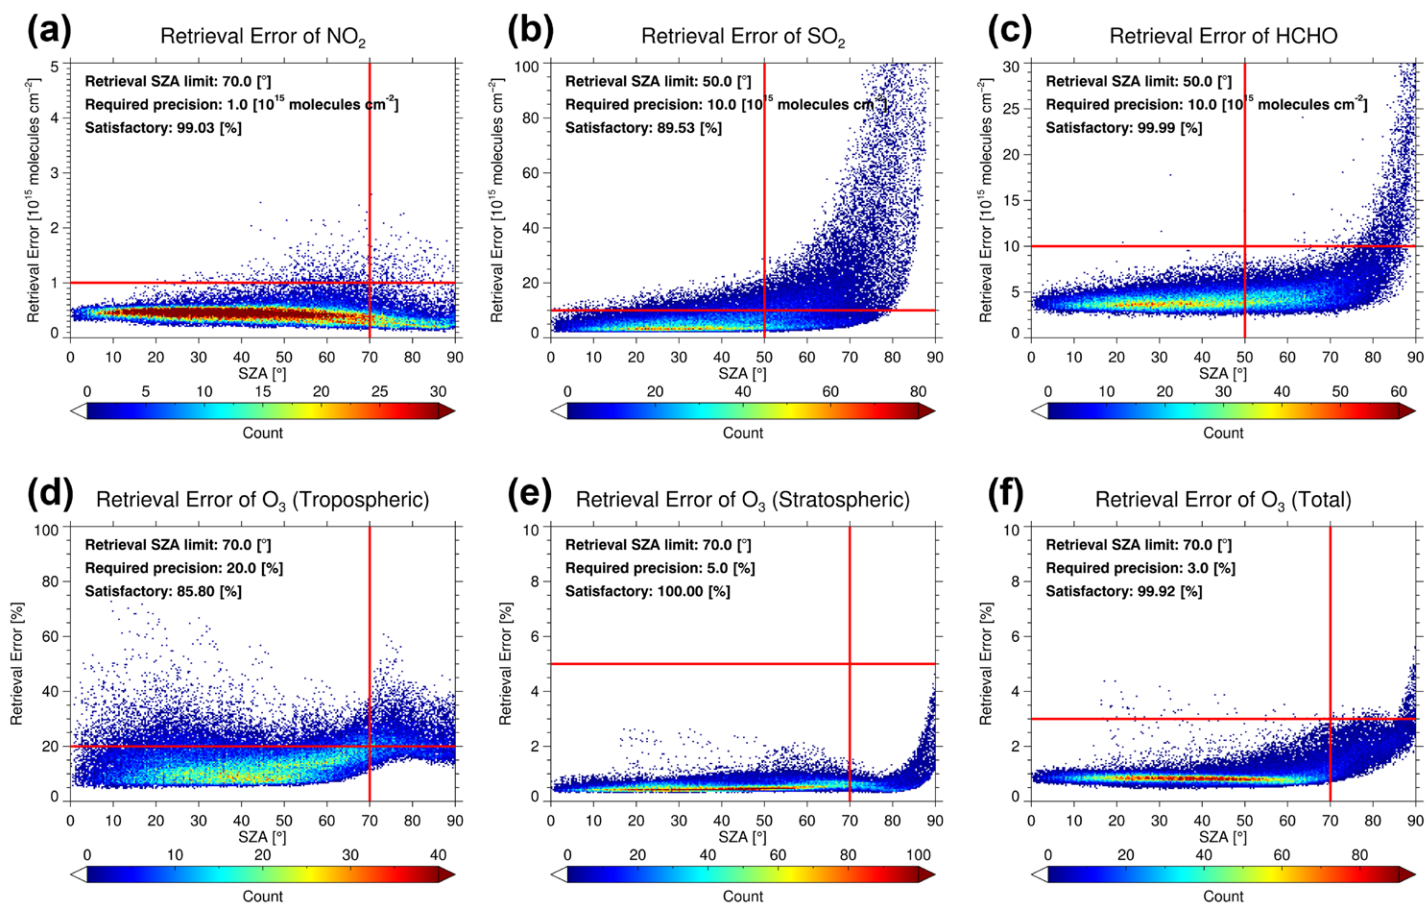 (a) Retrieval Error of NO₂
Retrieval Error [10¹⁵ molecules cm⁻²]
5
4
3
2
1
0
Retrieval SZA limit: 70.0 [°]
Required precision: 1.0 [10¹⁵ molecules cm⁻²]
Satisfactory: 99.03 [%]
0 10 20 30 40 50 60 70 80 90
SZA [°]
0 5 10 15 20 25 30
Count
(b) Retrieval Error of SO₂
Retrieval Error [10¹⁵ molecules cm⁻²]
100
80
60
40
20
0
Retrieval SZA limit: 50.0 [°]
Required precision: 10.0 [10¹⁵ molecules cm⁻²]
Satisfactory: 89.53 [%]
0 10 20 30 40 50 60 70 80 90
SZA [°]
0 20 40 60 80
Count
(c) Retrieval Error of HCHO
Retrieval Error [10¹⁵ molecules cm⁻²]
30
25
20
15
10
5
0
Retrieval SZA limit: 50.0 [°]
Required precision: 10.0 [10¹⁵ molecules cm⁻²]
Satisfactory: 99.99 [%]
0 10 20 30 40 50 60 70 80 90
SZA [°]
0 10 20 30 40 50 60
Count
(d) Retrieval Error of O₃ (Tropospheric)
Retrieval Error [%]
100
80
60
40
20
0
Retrieval SZA limit: 70.0 [°]
Required precision: 20.0 [%]
Satisfactory: 85.80 [%]
0 10 20 30 40 50 60 70 80 90
SZA [°]
0 10 20 30 40
Count
(e) Retrieval Error of O₃ (Stratospheric)
Retrieval Error [%]
10
8
6
4
2
0
Retrieval SZA limit: 70.0 [°]
Required precision: 5.0 [%]
Satisfactory: 100.00 [%]
0 10 20 30 40 50 60 70 80 90
SZA [°]
0 20 40 60 80 100
Count
(f) Retrieval Error of O₃ (Total)
Retrieval Error [%]
10
8
6
4
2
0
Retrieval SZA limit: 70.0 [°]
Required precision: 3.0 [%]
Satisfactory: 99.92 [%]
0 10 20 30 40 50 60 70 80 90
SZA [°]
0 20 40 60 80
Count